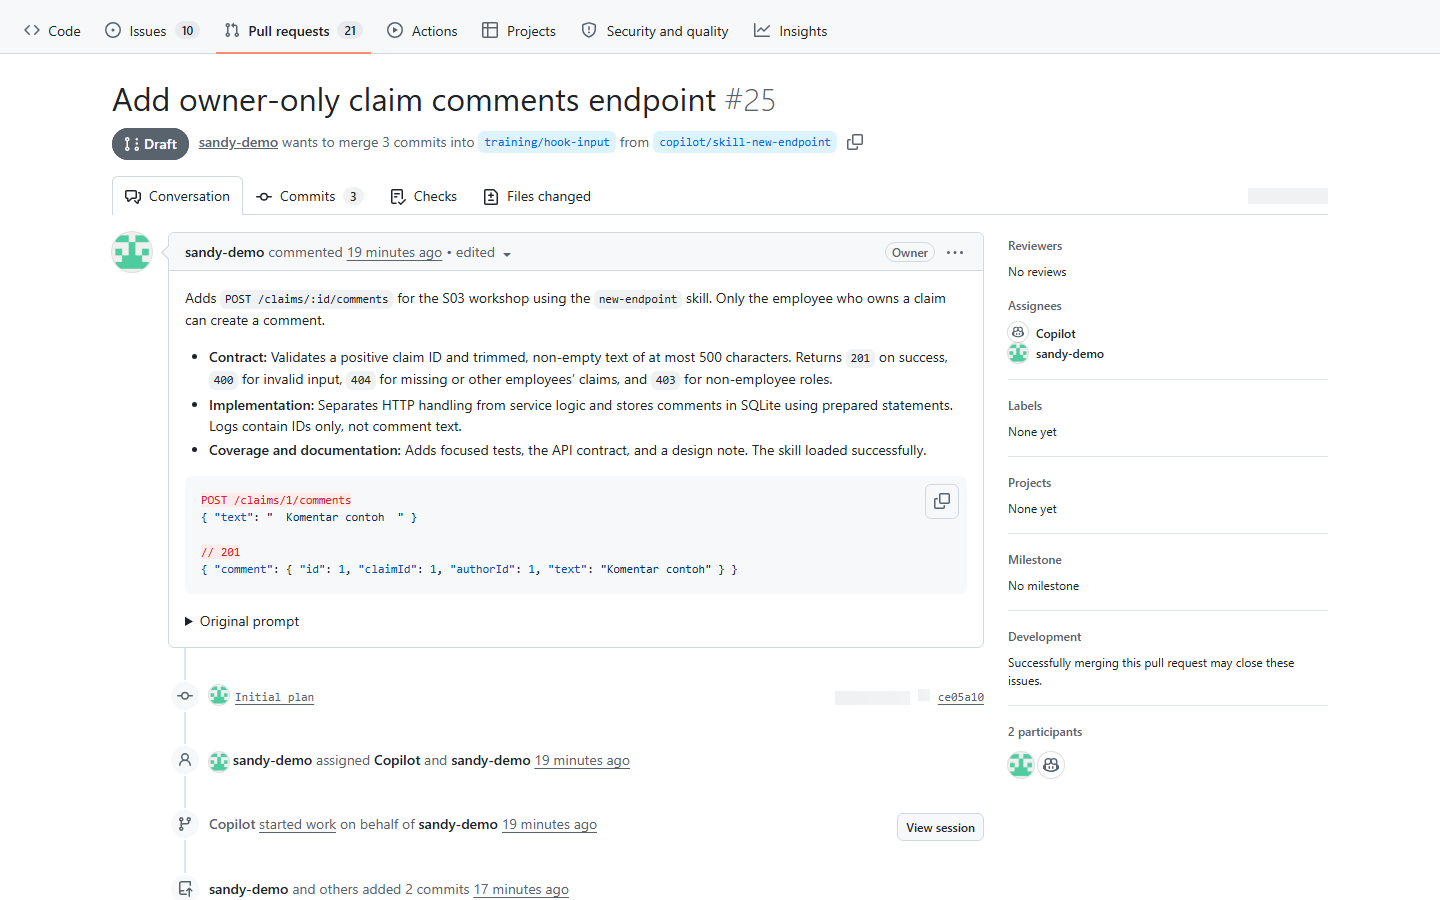 Code Issues 10 Pull requests 21 Actions Projects Security and quality Insights
Add owner-only claim comments endpoint #25
Draft sandy-demo wants to merge 3 commits into training/hook-input from copilot/skill-new-endpoint
Conversation Commits 3 Checks Files changed
sandy-demo commented 19 minutes ago • edited Owner
Adds POST /claims/:id/comments for the S03 workshop using the new-endpoint skill. Only the employee who owns a claim
can create a comment.
• Contract: Validates a positive claim ID and trimmed, non-empty text of at most 500 characters. Returns 201 on success,
400 for invalid input, 404 for missing or other employees’ claims, and 403 for non-employee roles.
• Implementation: Separates HTTP handling from service logic and stores comments in SQLite using prepared statements.
Logs contain IDs only, not comment text.
• Coverage and documentation: Adds focused tests, the API contract, and a design note. The skill loaded successfully.
POST /claims/1/comments
{ "text": "  Komentar contoh  " }
// 201
{ "comment": { "id": 1, "claimId": 1, "authorId": 1, "text": "Komentar contoh" } }
Original prompt
Initial plan ce05a10
sandy-demo assigned Copilot and sandy-demo 19 minutes ago
Copilot started work on behalf of sandy-demo 19 minutes ago View session
sandy-demo and others added 2 commits 17 minutes ago
Reviewers
No reviews
Assignees
Copilot
sandy-demo
Labels
None yet
Projects
None yet
Milestone
No milestone
Development
Successfully merging this pull request may close these
issues.
2 participants